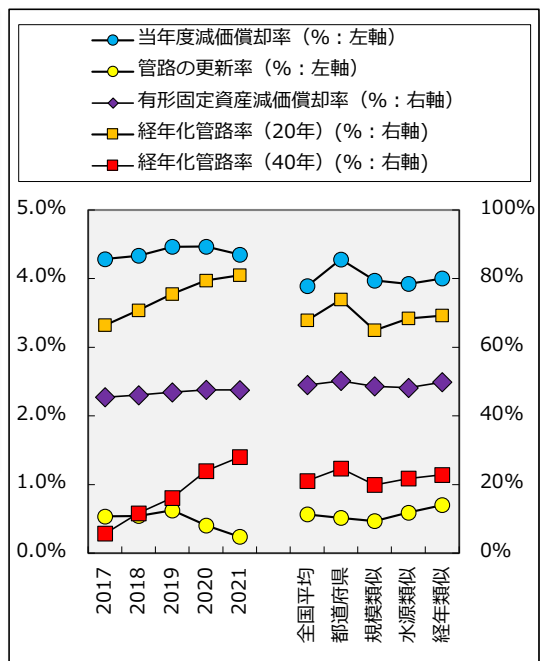 当年度減価償却率（%：左軸）
管路の更新率（%：左軸）
有形固定資産減価償却率（%：右軸）
経年化管路率（20年）(%：右軸)
経年化管路率（40年）(%：右軸)
5.0% 100%
4.0% 80%
3.0% 60%
2.0% 40%
1.0% 20%
0.0% 0%
2017
2018
2019
2020
2021
全国平均
都道府県
規模類似
水源類似
経年類似